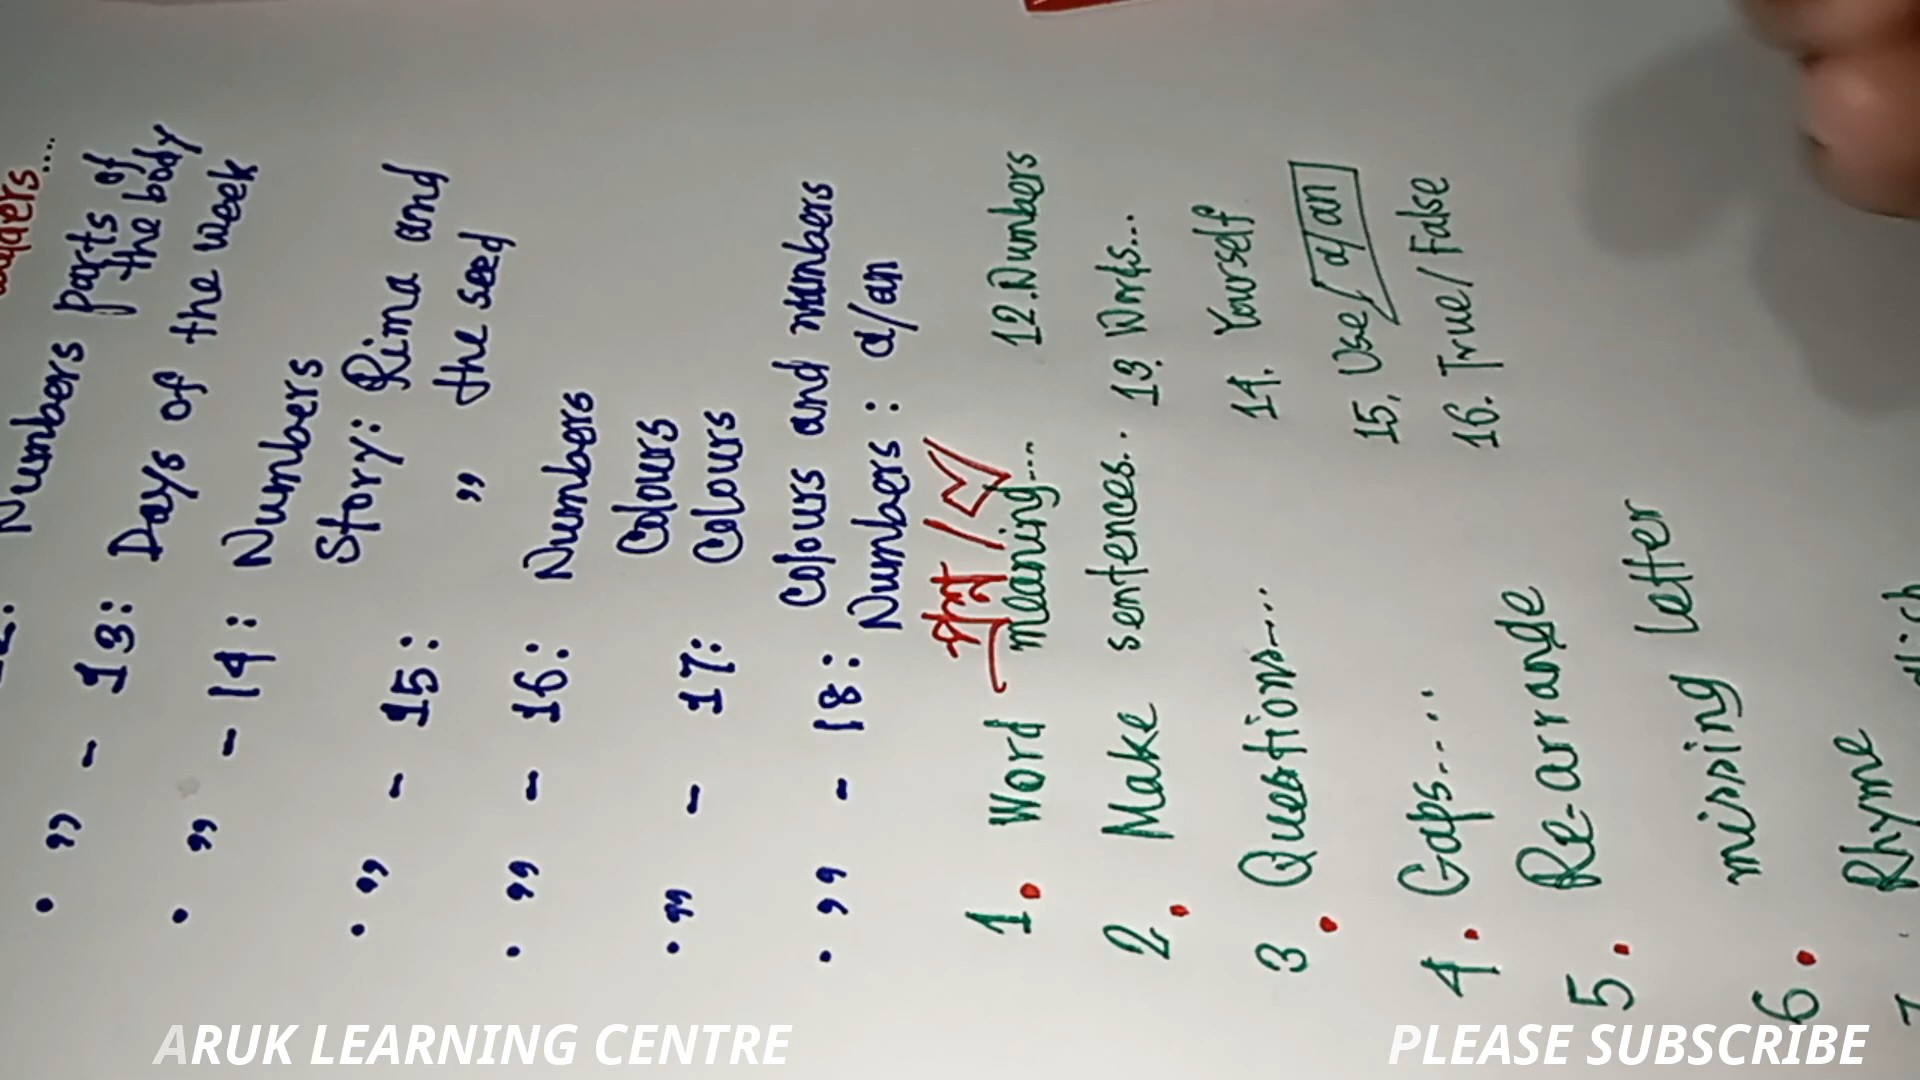 Numbers parts of
the body
" - 13: Days of the week
" - 14: Numbers
Story: Rima and
" - 15: " the seed
" - 16: Numbers
Colours
" - 17: Colours
Colours and numbers
" - 18: Numbers: a/an
1. Word meaning... 12. Numbers
2. Make sentences.. 13. Words...
3. Questions.... 14. Yourself
4. Gaps..... 15. Use a/an
5. Re-arrange 16. True/False
6. missing letter
Rhyme
ARUK LEARNING CENTRE
PLEASE SUBSCRIBE